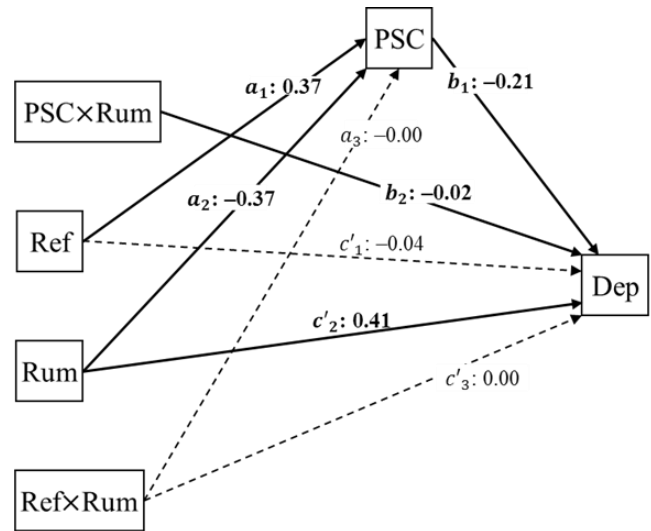 PSC
a₁: 0.37
b₁: –0.21
PSC×Rum
a₃: –0.00
a₂: –0.37
b₂: –0.02
Ref
c′₁: –0.04
Dep
c′₂: 0.41
Rum
c′₃: 0.00
Ref×Rum